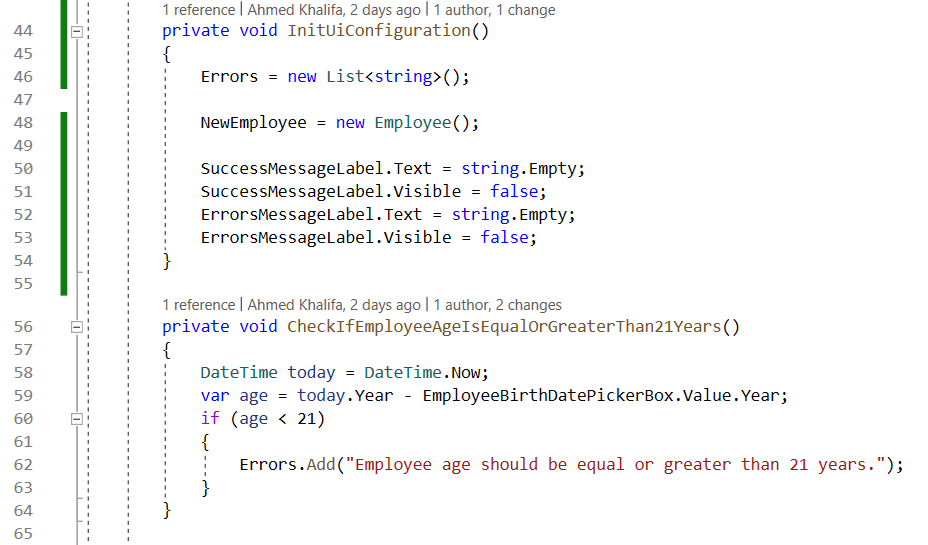 1 reference | Ahmed Khalifa, 2 days ago | 1 author, 1 change
44 private void InitUiConfiguration()
45 {
46 Errors = new List<string>();
47
48 NewEmployee = new Employee();
49
50 SuccessMessageLabel.Text = string.Empty;
51 SuccessMessageLabel.Visible = false;
52 ErrorsMessageLabel.Text = string.Empty;
53 ErrorsMessageLabel.Visible = false;
54 }
55
1 reference | Ahmed Khalifa, 2 days ago | 1 author, 2 changes
56 private void CheckIfEmployeeAgeIsEqualOrGreaterThan21Years()
57 {
58 DateTime today = DateTime.Now;
59 var age = today.Year - EmployeeBirthDatePickerBox.Value.Year;
60 if (age < 21)
61 {
62 Errors.Add("Employee age should be equal or greater than 21 years.");
63 }
64 }
65